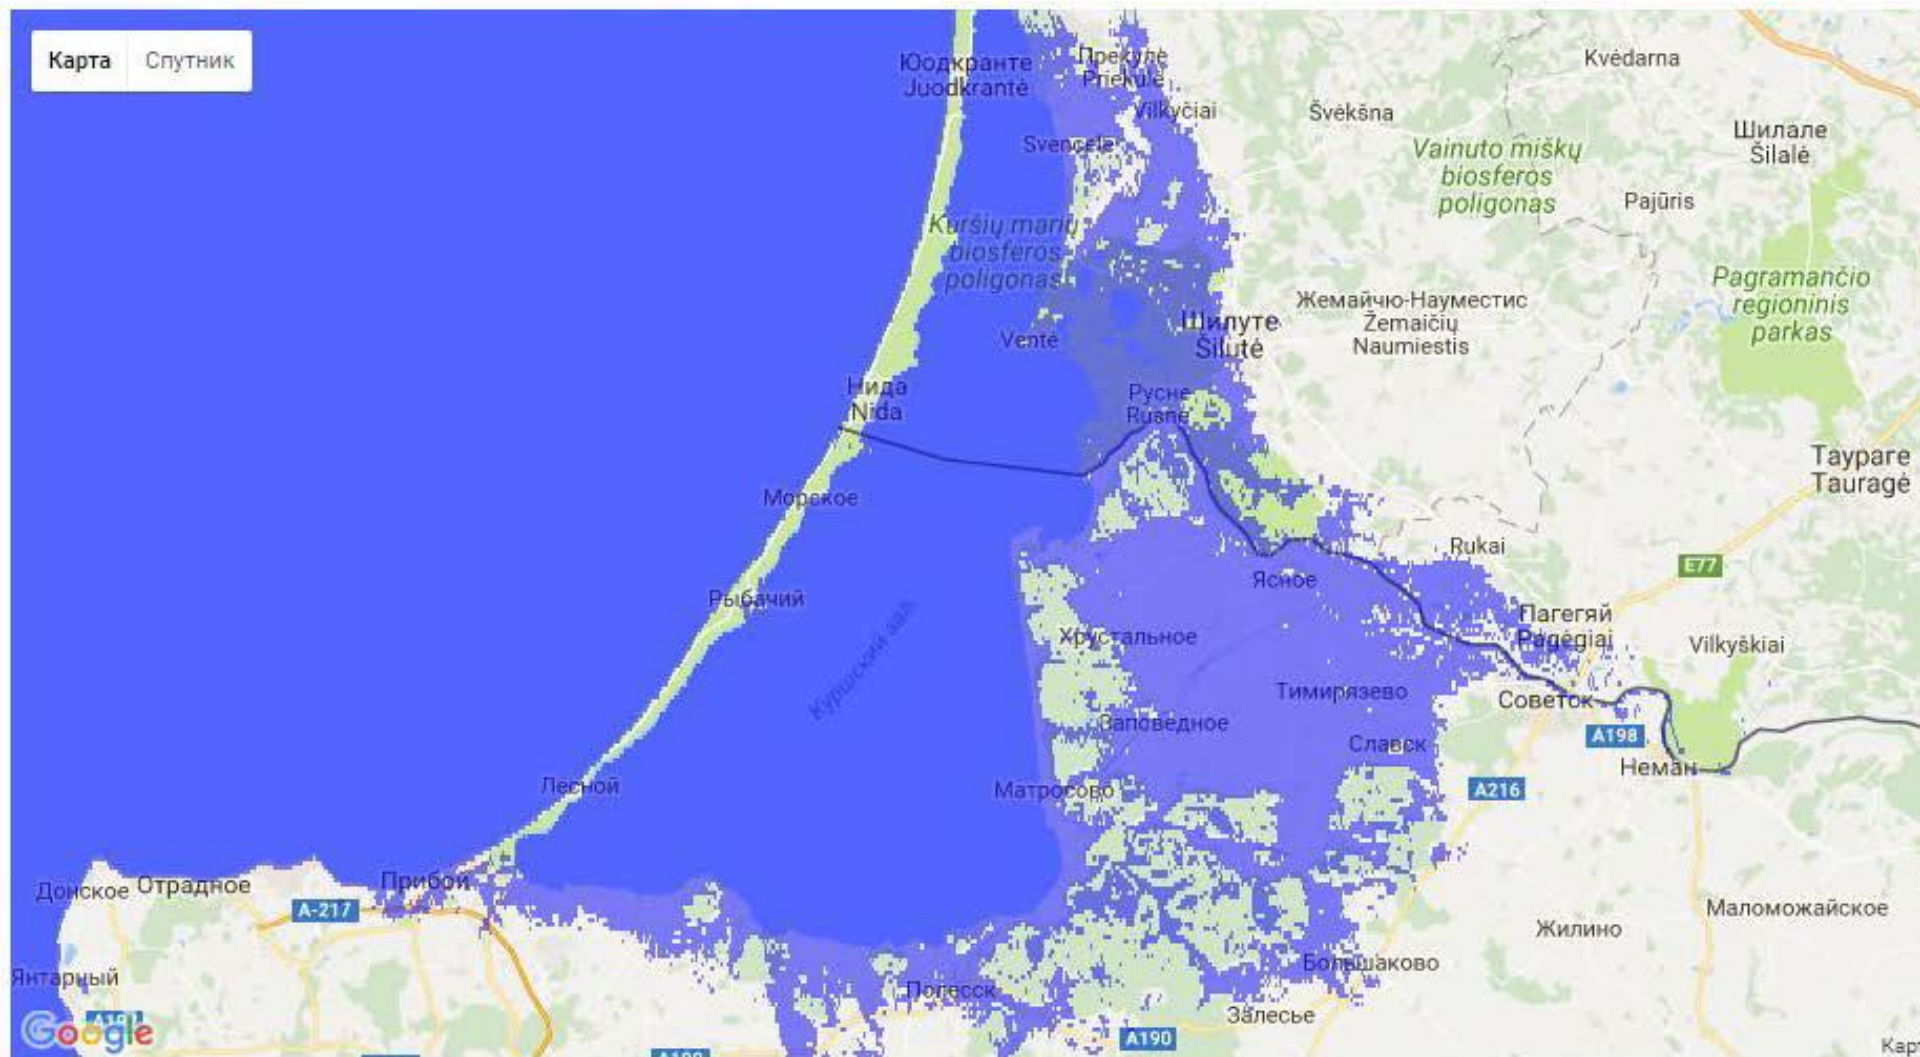 Карта
Спутник
Юодкранте
Juodkrantė
Прекуле
Priekulė
Vilkyčiai
Svencelė
Kvėdarna
Švėkšna
Шилале
Šilalė
Vainuto miškų
biosferos
poligonas
Pajūris
Kuršių marių
biosferos
poligonas
Pagramančio
regioninis
parkas
Жемайчю-Науместис
Žemaičių
Naumiestis
Шилуте
Šilutė
Ventė
Нида
Nida
Русне
Rusnė
Таураге
Tauragė
Морское
Rukai
E77
Ясное
Рыбачий
Пагегяй
Pagėgiai
Хрустальное
Vilkyškiai
Куршский зал.
Тимирязево
Советск
Заповедное
A198
Славск
Неман
Лесной
Матросово
A216
Донское
Отрадное
Прибой
A-217
Маломожайское
Жилино
Большаково
Янтарный
Полесск
Залесье
Google
A190